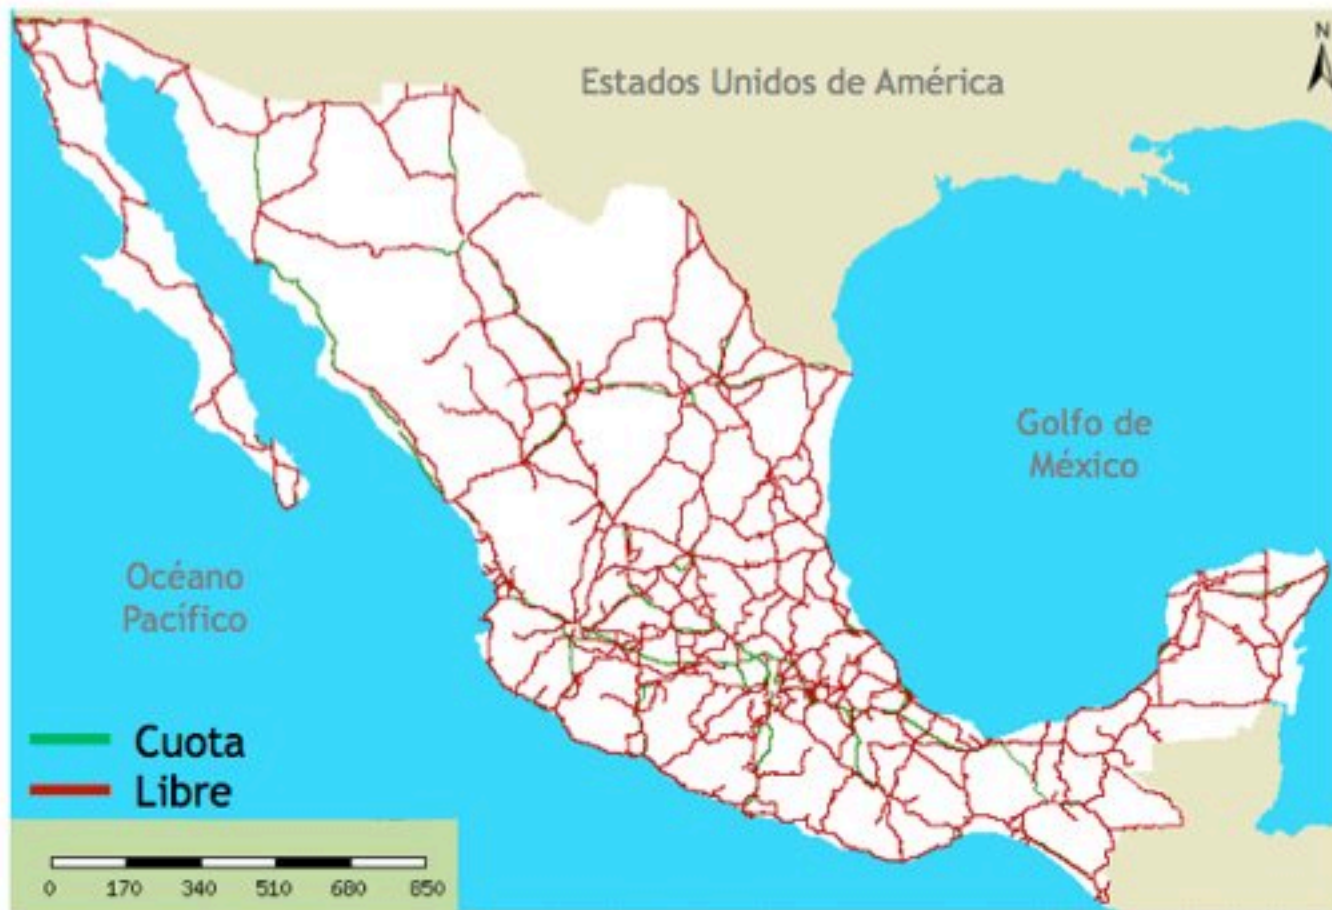 N
Estados Unidos de América
Golfo de
México
Océano
Pacífico
Cuota
Libre
0 170 340 510 680 850